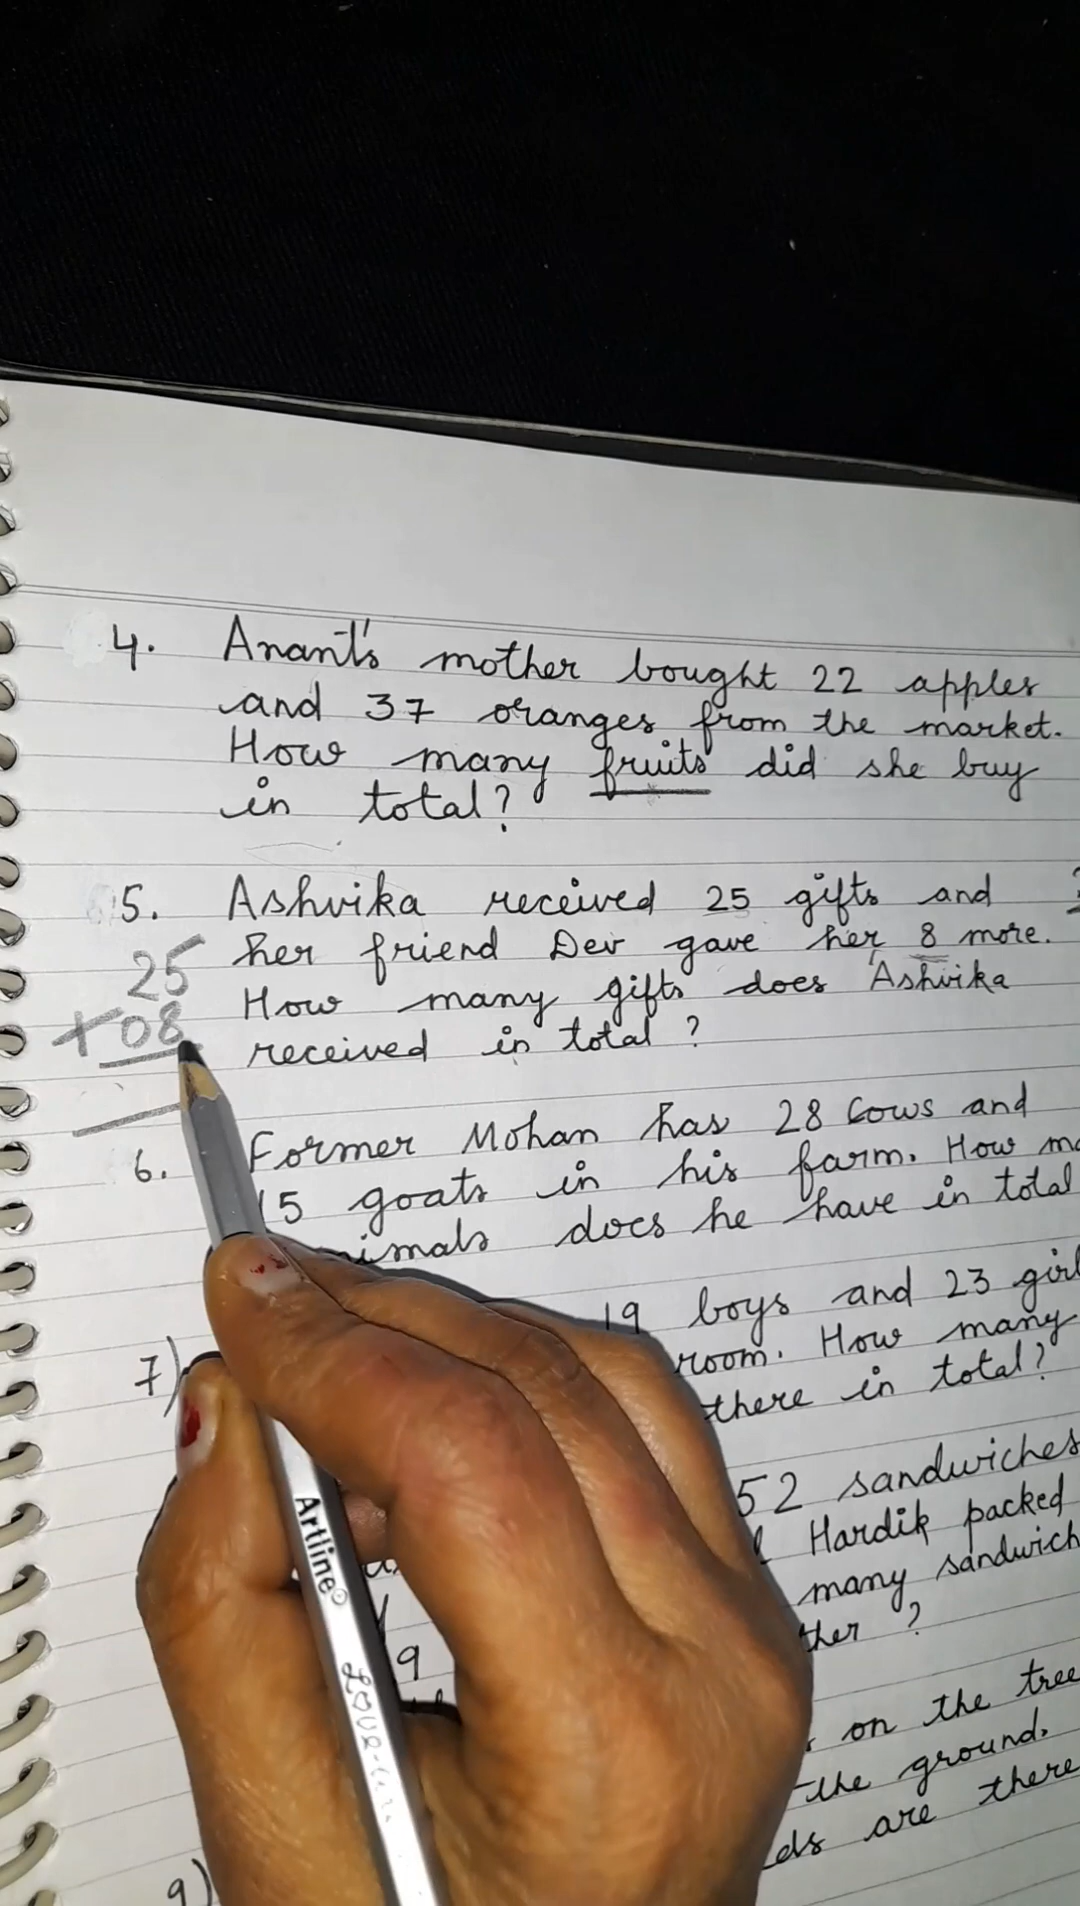 4. Anant's mother bought 22 apples
and 37 oranges from the market.
How many fruits did she buy
in total?
5. Ashvika received 25 gifts and
her friend Dev gave her 8 more.
How many gifts does Ashvika
received in total?
25
+08
6. Former Mohan has 28 cows and
15 goats in his farm. How
does he have in total
7) 19 boys and 23
room. How many
there in total?
52 sandwiches
Hardik packed
many
?
on the tree
the ground.
are there
9)
Artline
9